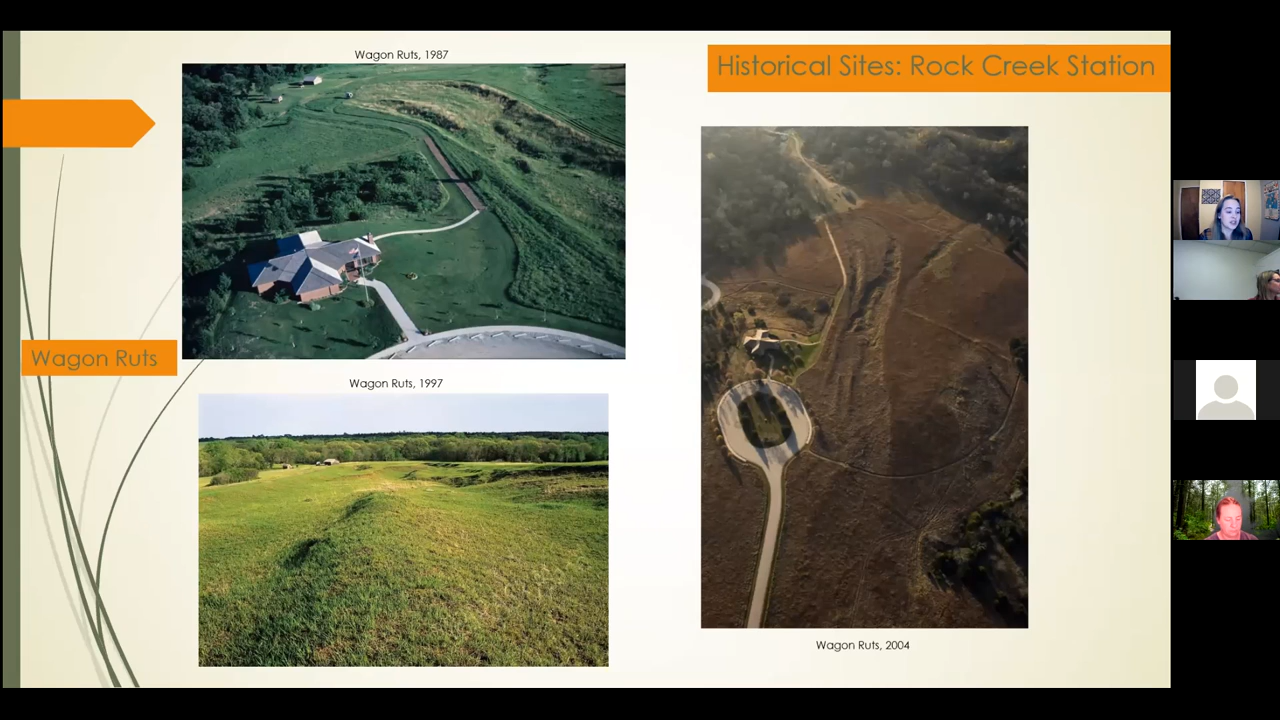 Wagon Ruts, 1987
Historical Sites: Rock Creek Station
Wagon Ruts
Wagon Ruts, 1997
Wagon Ruts, 2004